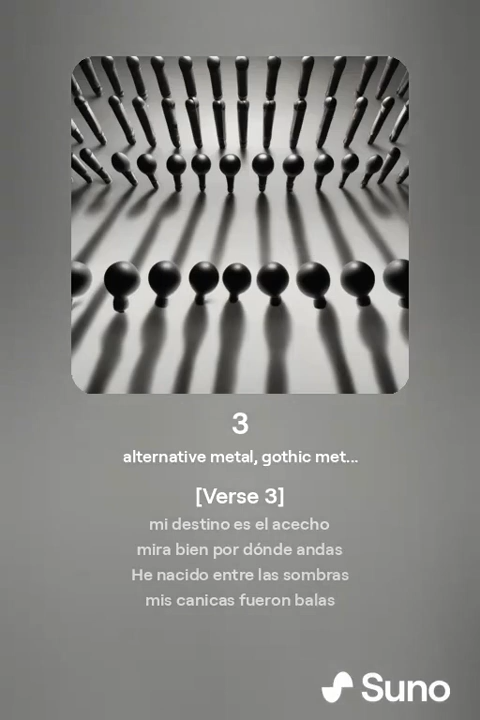 3
alternative metal, gothic met...
[Verse 3]
mi destino es el acecho
mira bien por dónde andas
He nacido entre las sombras
mis canicas fueron balas
Suno